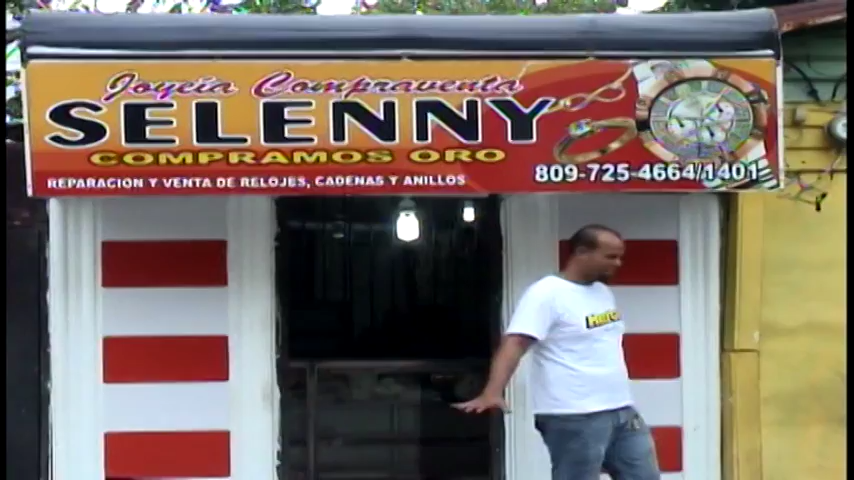 Joyeria Compraventa
SELENNY
COMPRAMOS ORO
REPARACION Y VENTA DE RELOJES, CADENAS Y ANILLOS.
809-725-4664/1401